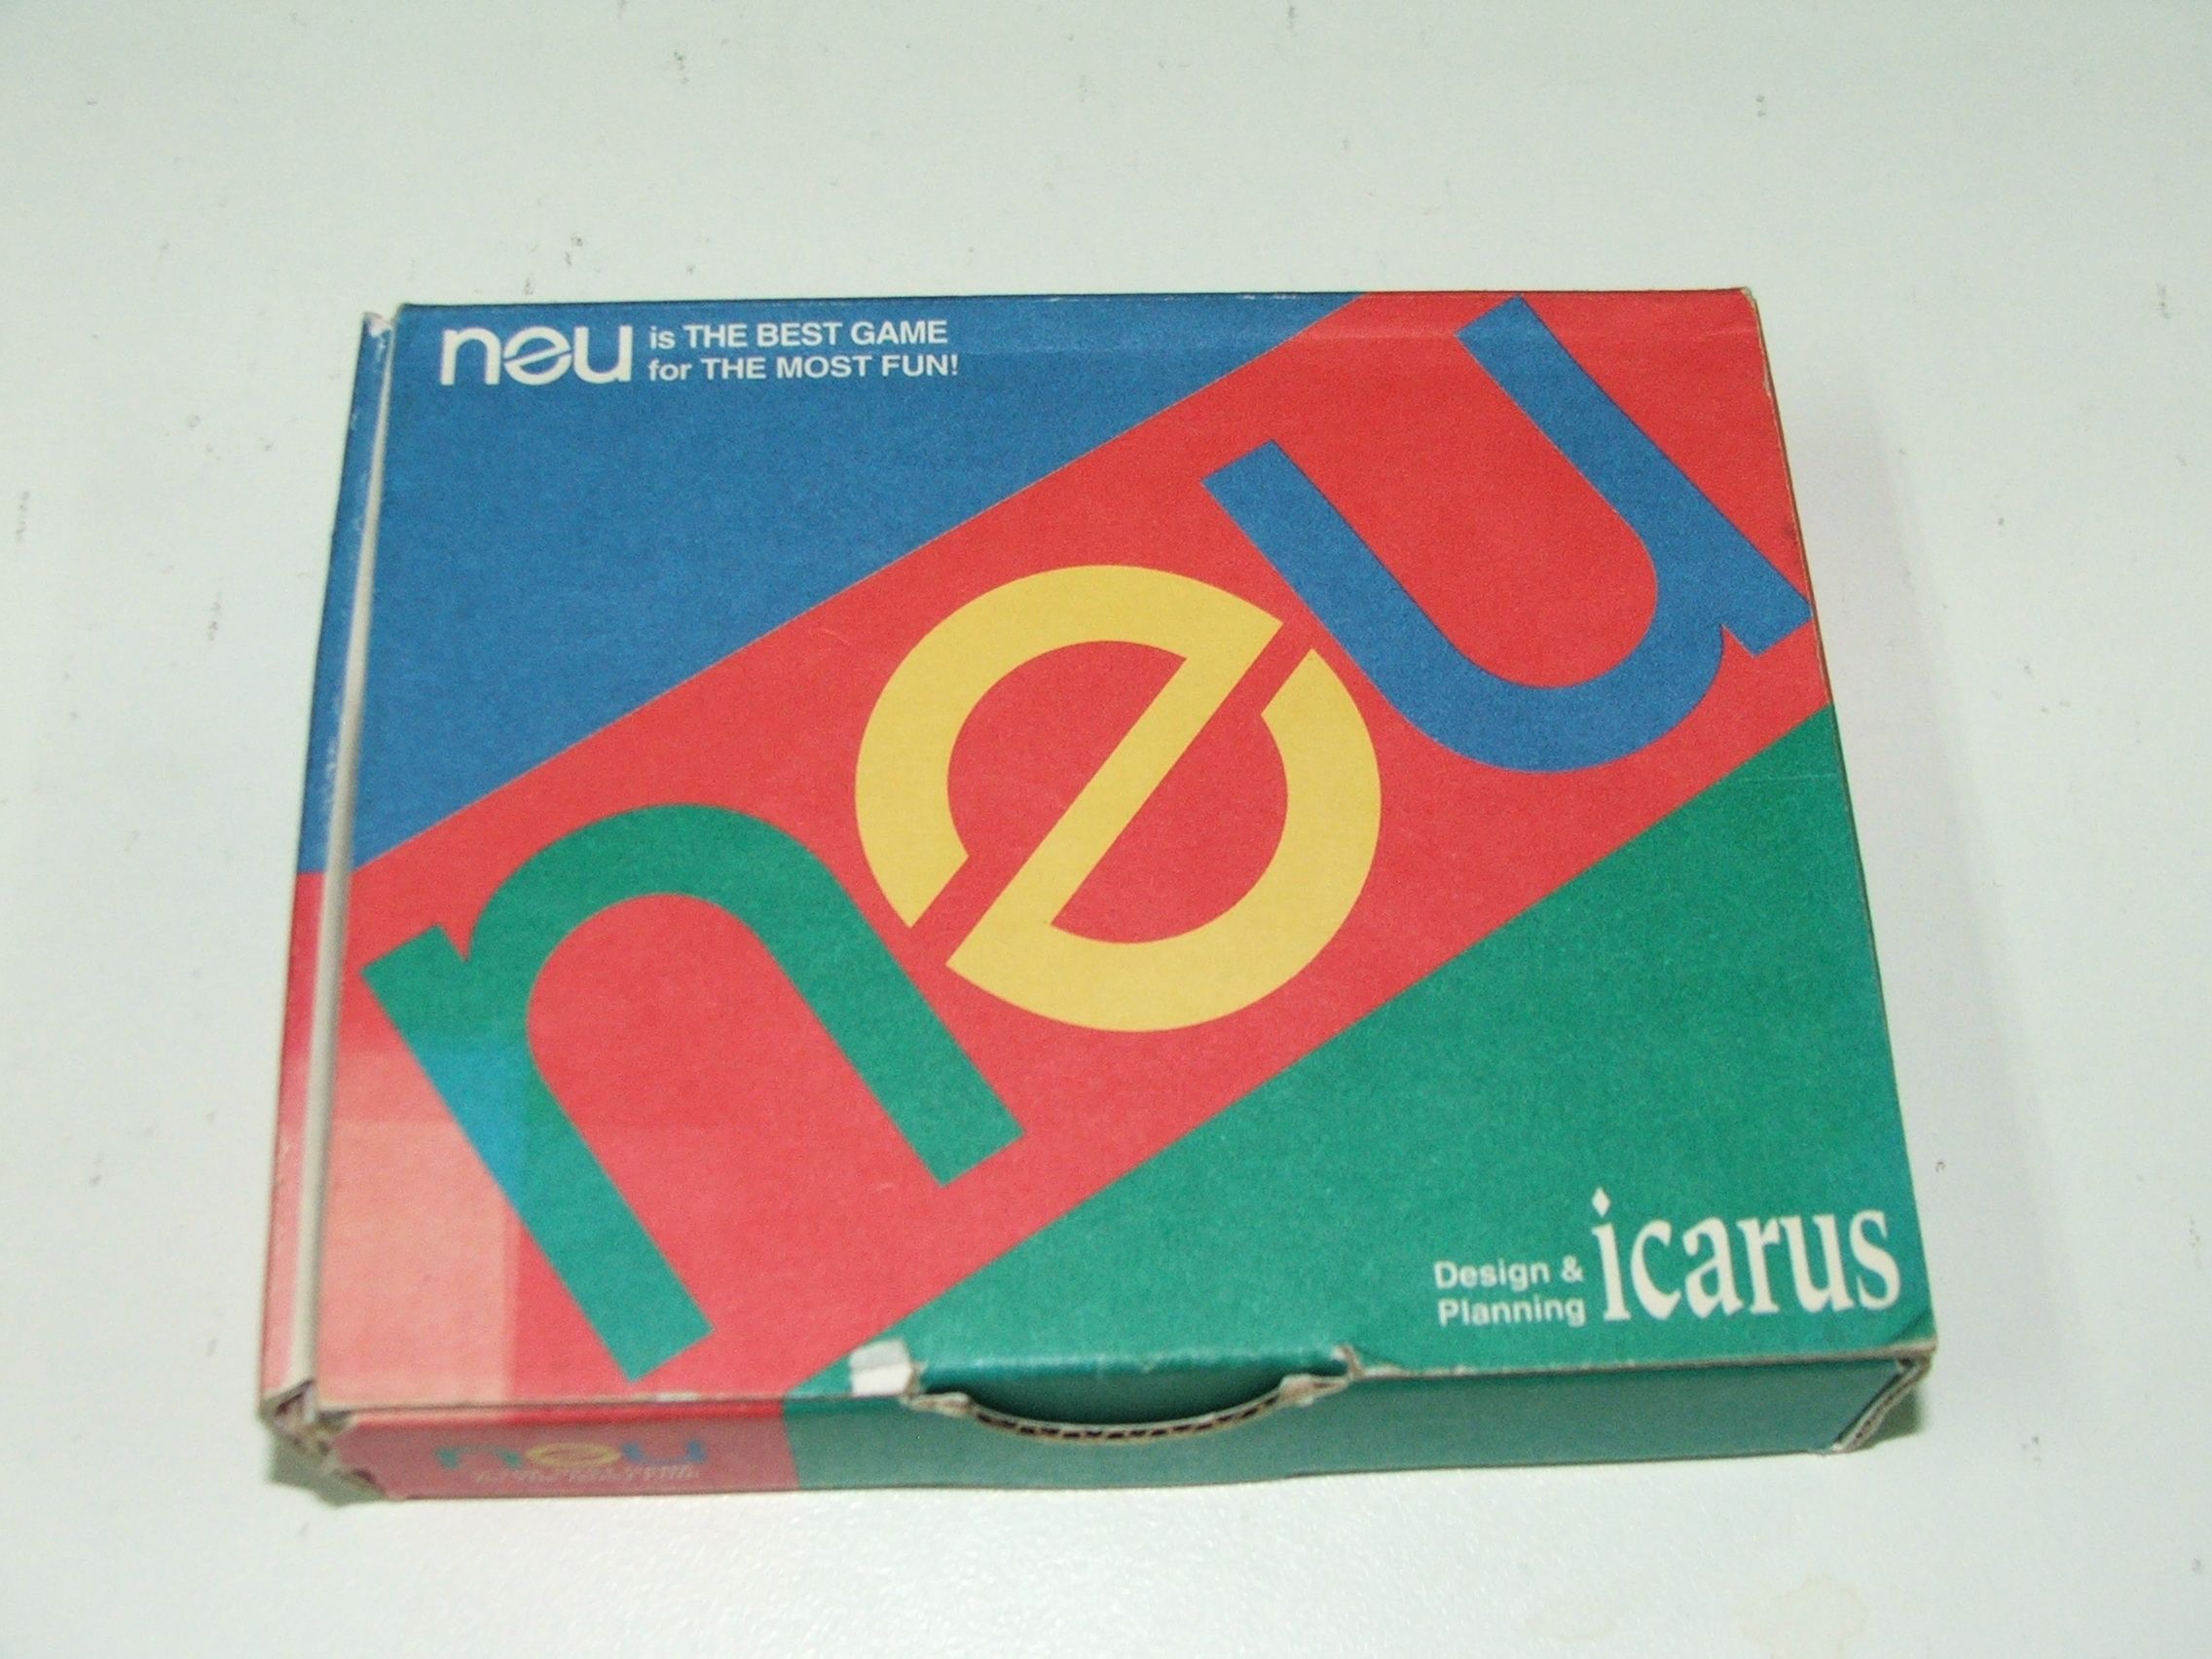 neu is THE BEST GAME
for THE MOST FUN!
neu
Design &
Planning
icarus
neu